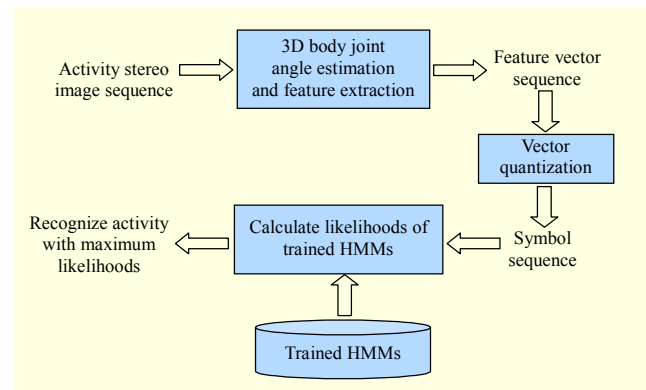 Activity stereo
image sequence
3D body joint
angle estimation
and feature extraction
Feature vector
sequence
Vector
quantization
Symbol
sequence
Calculate likelihoods of
trained HMMs
Recognize activity
with maximum
likelihoods
Trained HMMs